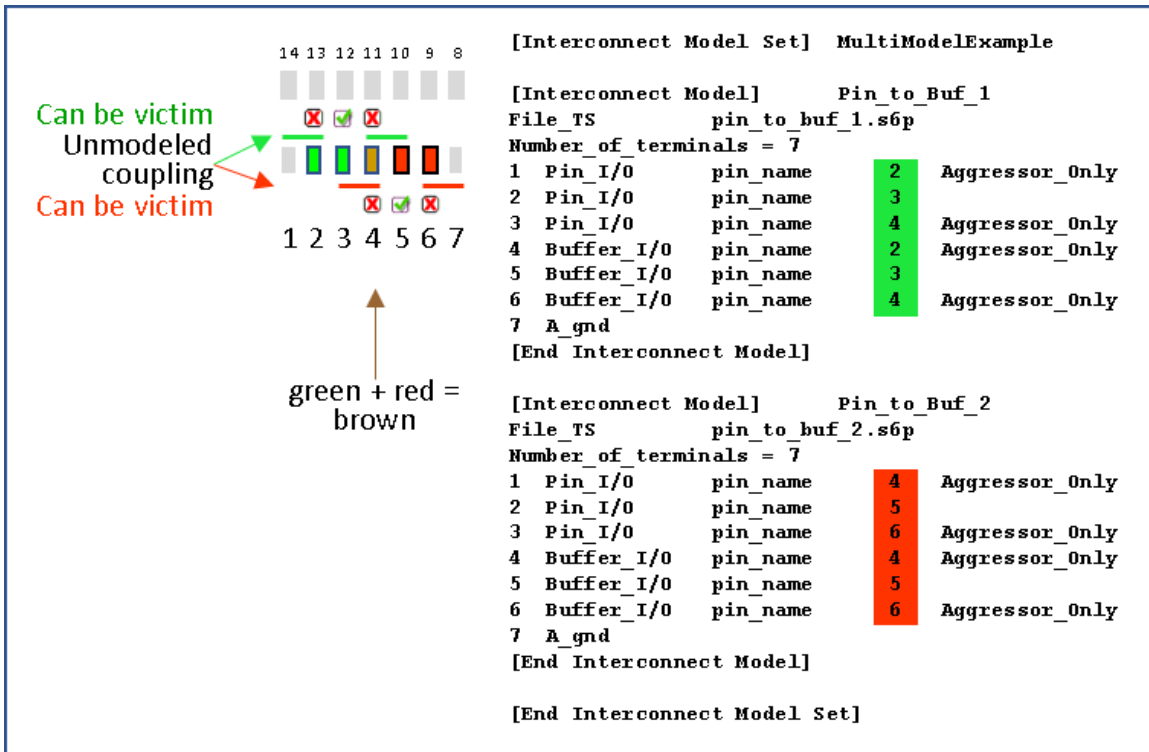 14 13 12 11 10 9 8
Can be victim
Unmodeled
coupling
Can be victim
1 2 3 4 5 6 7
green + red =
brown
[Interconnect Model Set] MultiModelExample
[Interconnect Model] Pin_to_Buf_1
File_TS pin_to_buf_1.s6p
Number_of_terminals = 7
1 Pin_I/O pin_name 2 Aggressor_Only
2 Pin_I/O pin_name 3
3 Pin_I/O pin_name 4 Aggressor_Only
4 Buffer_I/O pin_name 2 Aggressor_Only
5 Buffer_I/O pin_name 3
6 Buffer_I/O pin_name 4 Aggressor_Only
7 A_gnd
[End Interconnect Model]
[Interconnect Model] Pin_to_Buf_2
File_TS pin_to_buf_2.s6p
Number_of_terminals = 7
1 Pin_I/O pin_name 4 Aggressor_Only
2 Pin_I/O pin_name 5
3 Pin_I/O pin_name 6 Aggressor_Only
4 Buffer_I/O pin_name 4 Aggressor_Only
5 Buffer_I/O pin_name 5
6 Buffer_I/O pin_name 6 Aggressor_Only
7 A_gnd
[End Interconnect Model]
[End Interconnect Model Set]